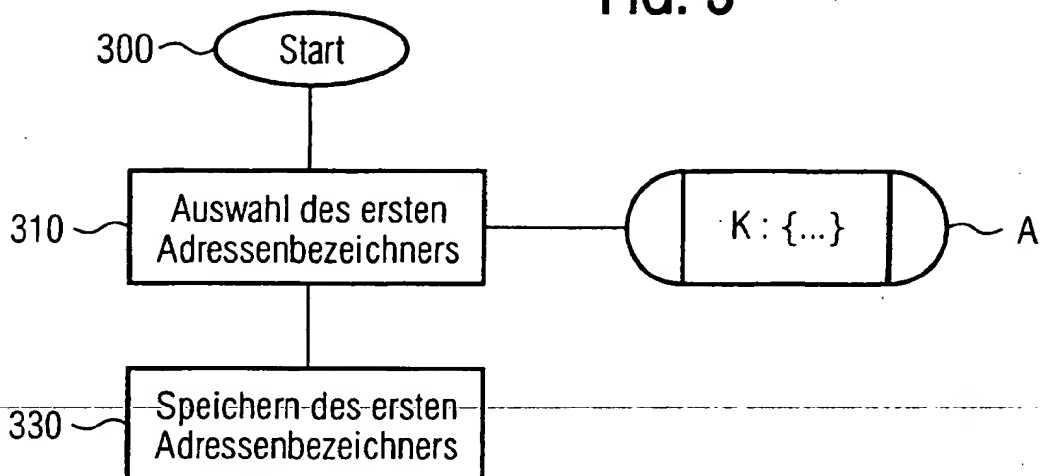 300
Start
310
Auswahl des ersten
Adressenbezeichners
K : {...}
A
330
Speichern des ersten
Adressenbezeichners